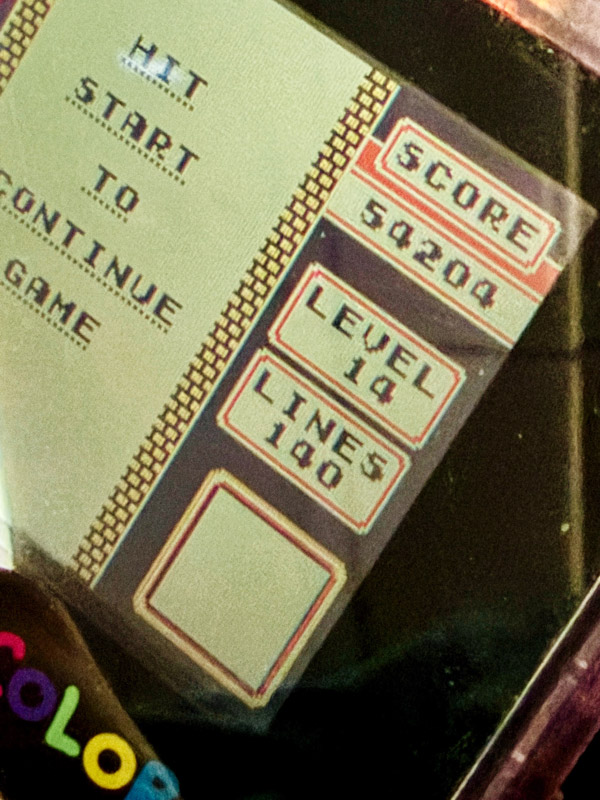 HIT
START
TO
CONTINUE
GAME
SCORE
54204
LEVEL
14
LINES
140
COLOR